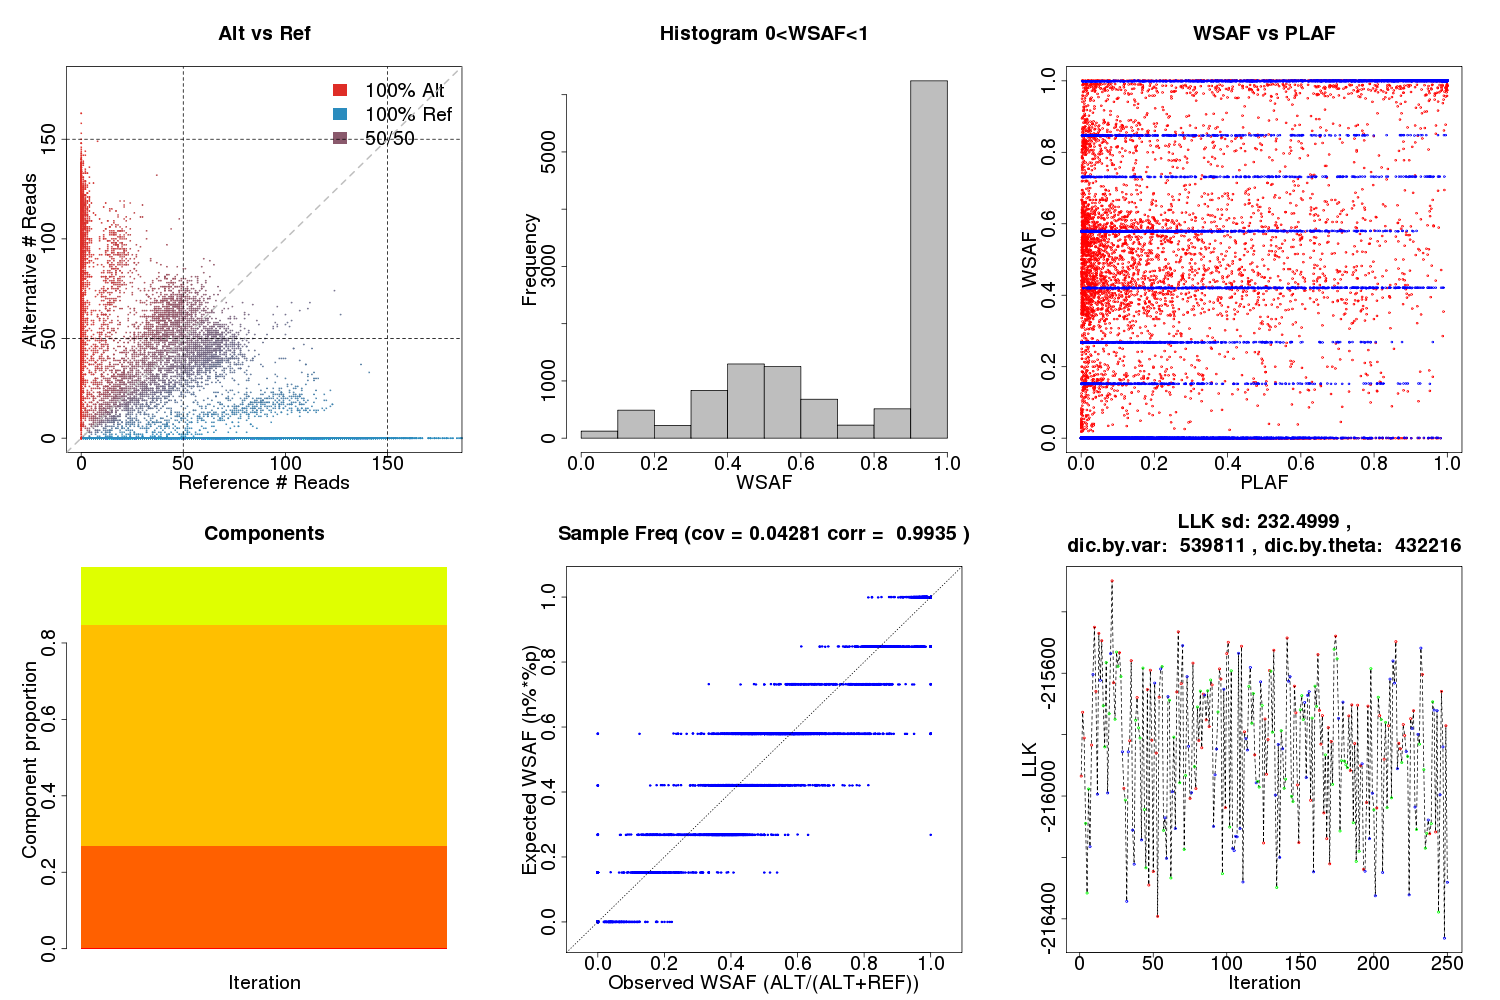 Alt vs Ref
100% Alt
100% Ref
50/50
Alternative # Reads
0
50
100
150
0
50
100
150
Reference # Reads
Histogram 0<WSAF<1
Frequency
0
1000
3000
5000
0.0
0.2
0.4
0.6
0.8
1.0
WSAF
WSAF vs PLAF
WSAF
0.0
0.2
0.4
0.6
0.8
1.0
0.0
0.2
0.4
0.6
0.8
1.0
PLAF
Components
Component proportion
0.0
0.2
0.4
0.6
0.8
Iteration
Sample Freq (cov = 0.04281 corr =  0.9935 )
Expected WSAF (h%*%p)
0.0
0.2
0.4
0.6
0.8
1.0
0.0
0.2
0.4
0.6
0.8
1.0
Observed WSAF (ALT/(ALT+REF))
LLK sd: 232.4999 ,
dic.by.var:  539811 , dic.by.theta:  432216
LLK
-216400
-216000
-215600
0
50
100
150
200
250
Iteration